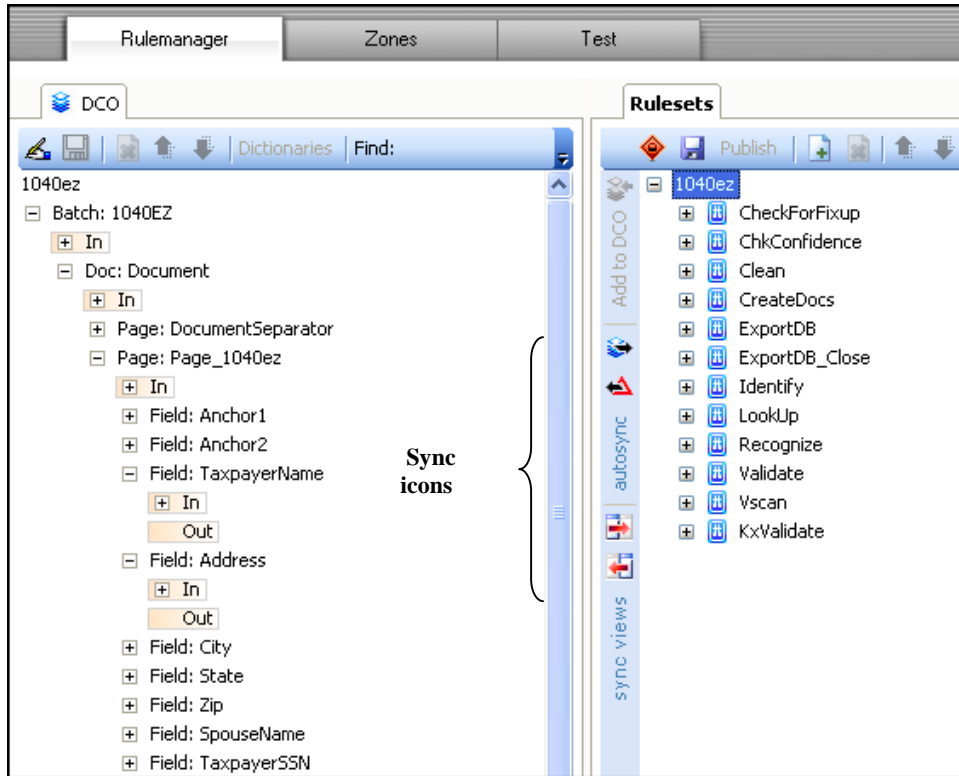 Rulemanager
Zones
Test
DCO
Dictionaries
Find:
1040ez
Batch: 1040EZ
In
Doc: Document
In
Page: DocumentSeparator
Page: Page_1040ez
In
Field: Anchor1
Field: Anchor2
Field: TaxpayerName
In
Out
Field: Address
In
Out
Field: City
Field: State
Field: Zip
Field: SpouseName
Field: TaxpayerSSN
Sync
icons
Rulesets
Publish
Add to DCO
autosync
sync views
1040ez
CheckForFixup
ChkConfidence
Clean
CreateDocs
ExportDB
ExportDB_Close
Identify
LookUp
Recognize
Validate
Vscan
KxValidate